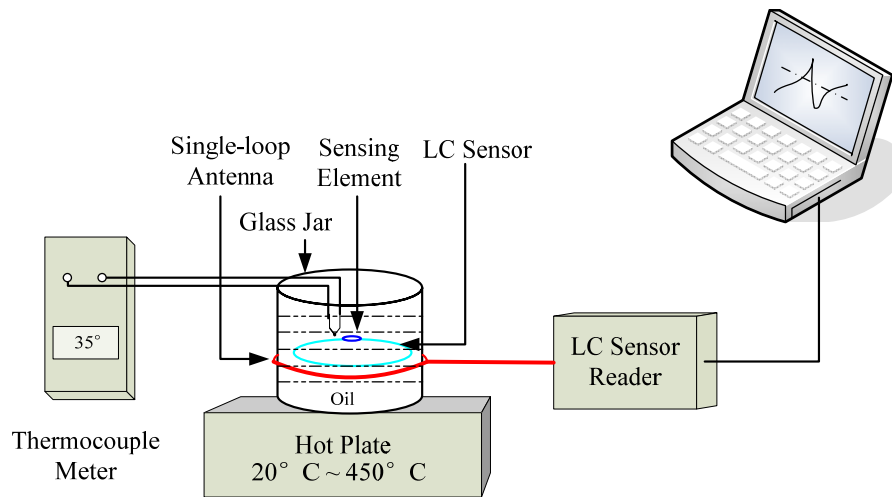 Single-loop
Antenna
Sensing
Element
LC Sensor
Glass Jar
35°
LC Sensor
Reader
Oil
Thermocouple
Meter
Hot Plate
20° C ~ 450° C